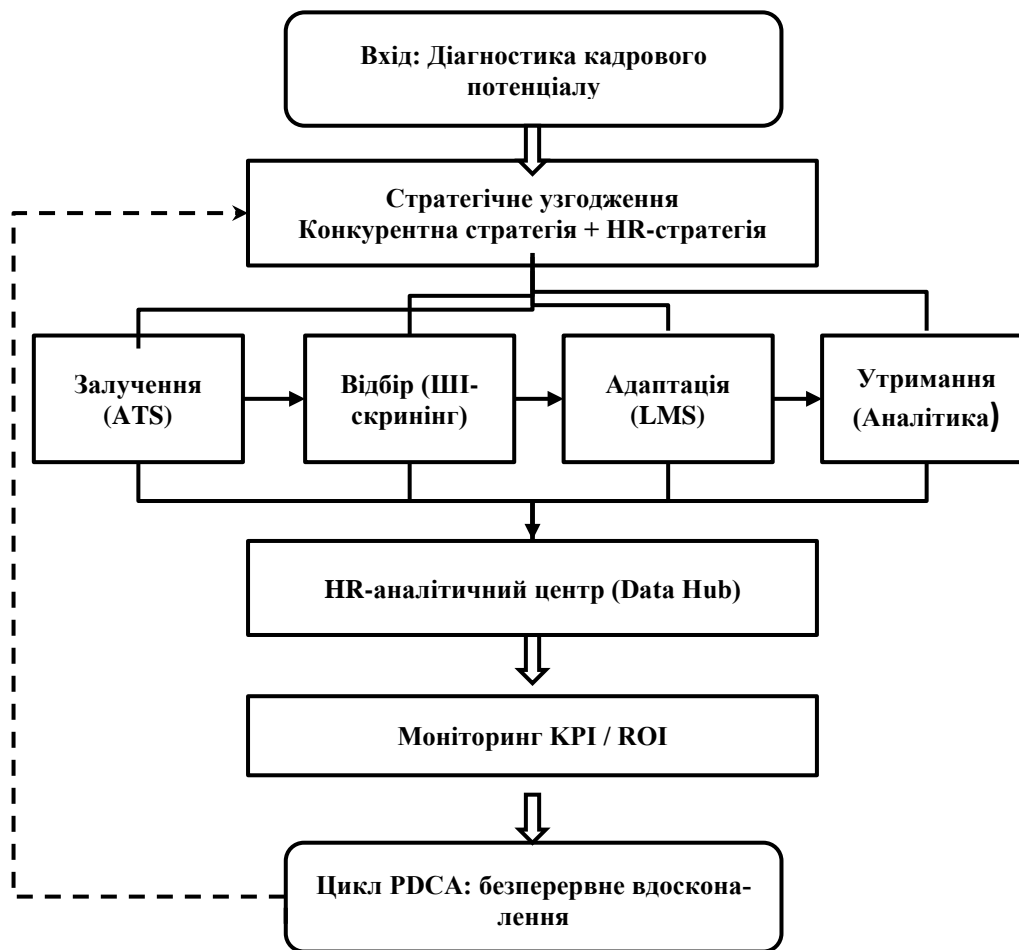 Вхід: Діагностика кадрового
потенціалу
Стратегічне узгодження
Конкурентна стратегія + HR-стратегія
Залучення
(ATS)
Відбір (ШІ-
скринінг)
Адаптація
(LMS)
Утримання
(Аналітика)
HR-аналітичний центр (Data Hub)
Моніторинг KPI / ROI
Цикл PDCA: безперервне вдоскона-
лення